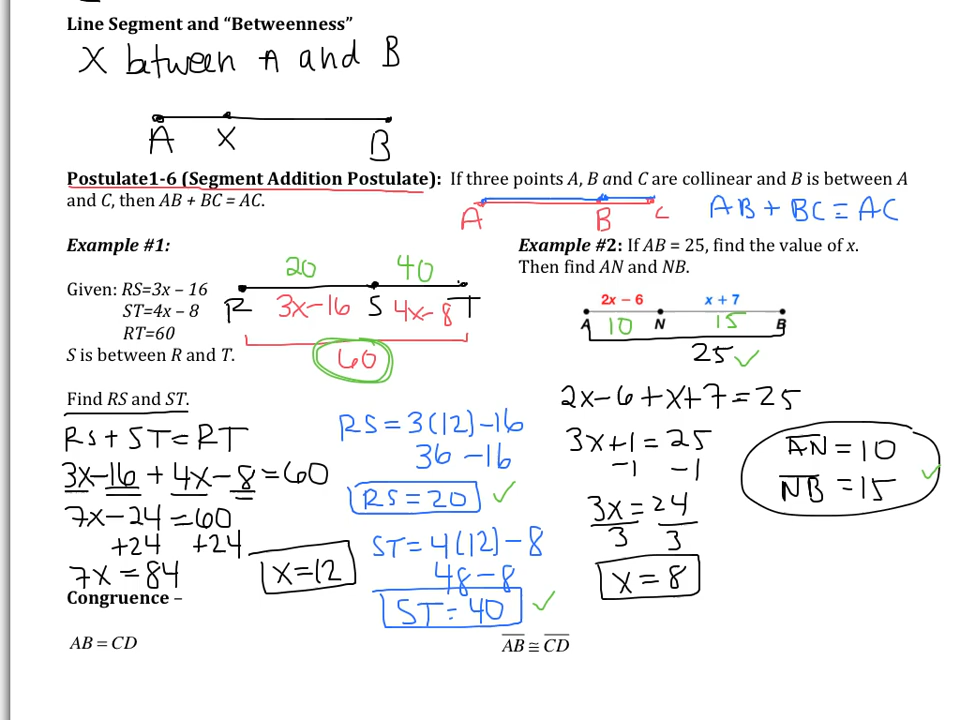 Line Segment and “Betweenness”
X between A and B
A X B
Postulate1-6 (Segment Addition Postulate): If three points A, B and C are collinear and B is between A
and C, then AB + BC = AC.
A B C
AB + BC = AC
Example #1:
20 40
Given: RS=3x – 16
ST=4x – 8
RT=60
S is between R and T.
R 3x-16 S 4x-8 T
60
Find RS and ST.
RS + ST = RT
3x-16 + 4x-8 = 60
7x-24 = 60
+24 +24
7x = 84
x=12
RS = 3(12)-16
36 -16
RS = 20 ✓
ST = 4(12) - 8
48 - 8
ST = 40 ✓
Example #2: If AB = 25, find the value of x.
Then find AN and NB.
2x – 6 x + 7
A 10 N 15 B
25 ✓
2x-6+x+7=25
3x+1 = 25
-1 -1
3x = 24
3 3
x = 8
A̅N̅ = 10
N̅B̅ = 15 ✓
Congruence –
AB = CD
A̅B̅ ≅ C̅D̅